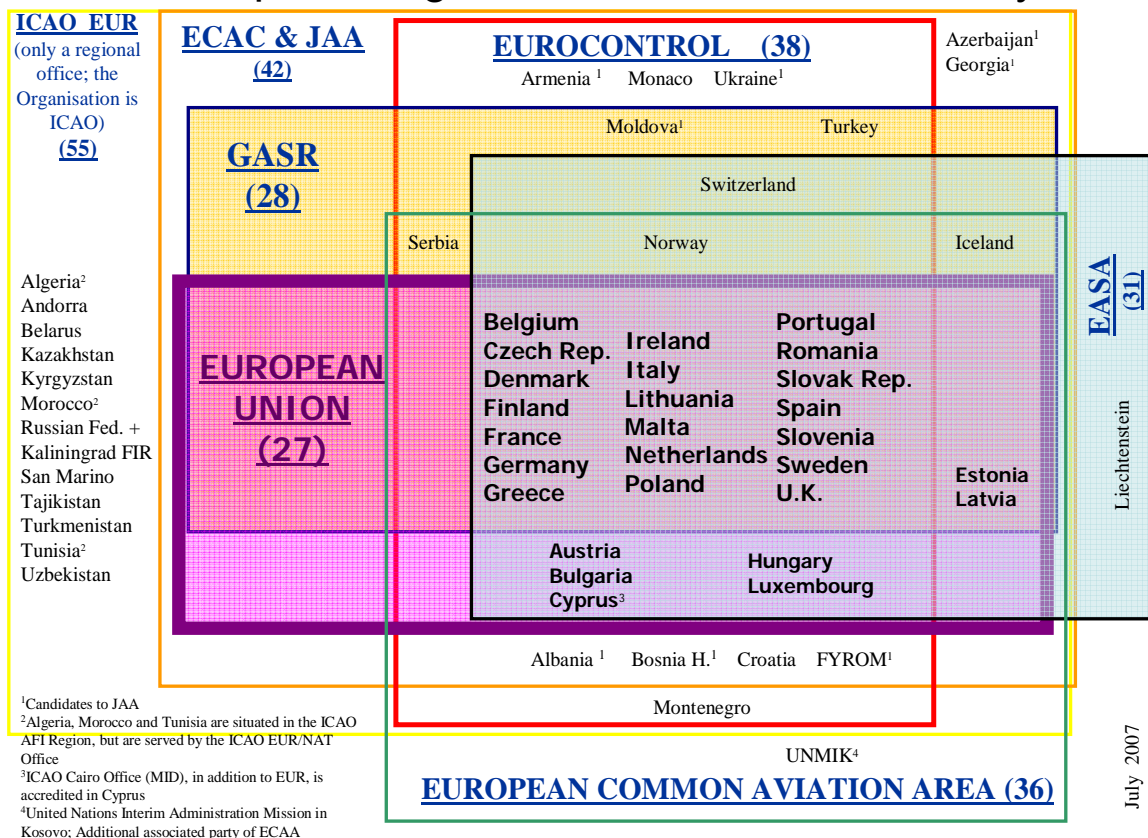 ICAO EUR
(only a regional
office; the
Organisation is
ICAO)
(55)
ECAC & JAA
(42)
EUROCONTROL (38)
Armenia ¹ Monaco Ukraine¹
Azerbaijan¹
Georgia¹
Moldova¹ Turkey
GASR
(28)
Switzerland
Serbia Norway Iceland
EASA
(31)
Liechtenstein
Algeria²
Andorra
Belarus
Kazakhstan
Kyrgyzstan
Morocco²
Russian Fed. +
Kaliningrad FIR
San Marino
Tajikistan
Turkmenistan
Tunisia²
Uzbekistan
EUROPEAN
UNION
(27)
Belgium
Czech Rep.
Denmark
Finland
France
Germany
Greece
Ireland
Italy
Lithuania
Malta
Netherlands
Poland
Portugal
Romania
Slovak Rep.
Spain
Slovenia
Sweden
U.K.
Estonia
Latvia
Austria
Bulgaria
Cyprus³
Hungary
Luxembourg
Albania ¹ Bosnia H.¹ Croatia FYROM¹
Montenegro
UNMIK⁴
EUROPEAN COMMON AVIATION AREA (36)
¹Candidates to JAA
²Algeria, Morocco and Tunisia are situated in the ICAO
AFI Region, but are served by the ICAO EUR/NAT
Office
³ICAO Cairo Office (MID), in addition to EUR, is
accredited in Cyprus
⁴United Nations Interim Administration Mission in
Kosovo; Additional associated party of ECAA
July 2007